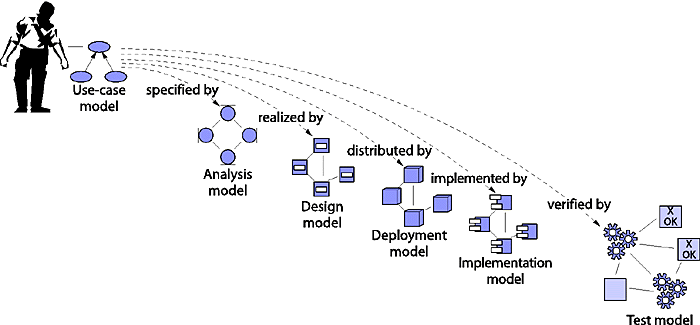 Use-case
model
specified by
Analysis
model
realized by
Design
model
distributed by
Deployment
model
implemented by
Implementation
model
verified by
X
OK
X
OK
Test model